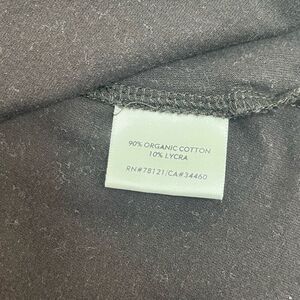 90% ORGANIC COTTON
10% LYCRA
RN#78121/CA#34460